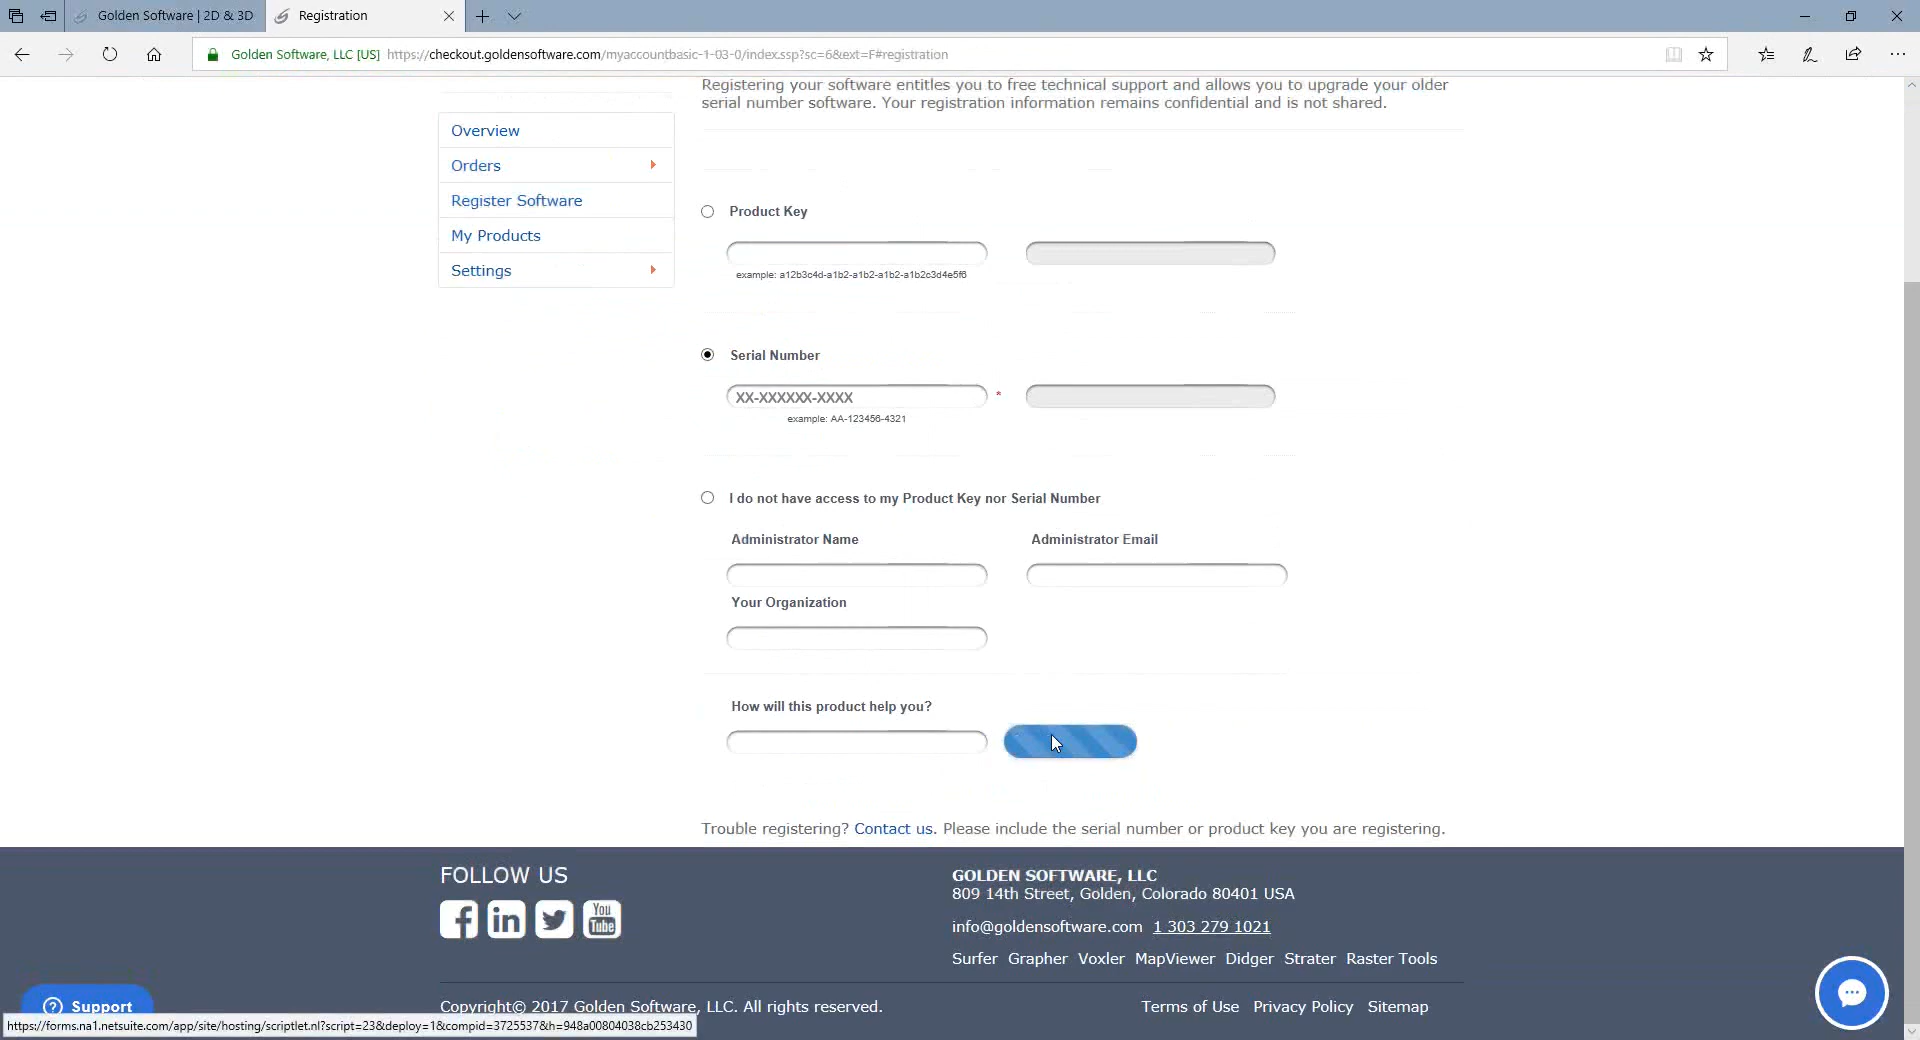 Golden Software | 2D & 3D
Registration
Golden Software, LLC [US] https://checkout.goldensoftware.com/myaccountbasic-1-03-0/index.ssp?sc=6&ext=F#registration
Registering your software entitles you to free technical support and allows you to upgrade your older
serial number software. Your registration information remains confidential and is not shared.
Overview
Orders
Register Software
My Products
Settings
Product Key
example: a12b3c4d-a1b2-a1b2-a1b2-a1b2c3d4e5f6
Serial Number
XX-XXXXXX-XXXX *
example: AA-123456-4321
I do not have access to my Product Key nor Serial Number
Administrator Name Administrator Email
Your Organization
How will this product help you?
Trouble registering? Contact us. Please include the serial number or product key you are registering.
FOLLOW US
You
Tube
GOLDEN SOFTWARE, LLC
809 14th Street, Golden, Colorado 80401 USA
info@goldensoftware.com 1 303 279 1021
Surfer Grapher Voxler MapViewer Didger Strater Raster Tools
Support
Copyright© 2017 Golden Software, LLC. All rights reserved.
Terms of Use Privacy Policy Sitemap
https://forms.na1.netsuite.com/app/site/hosting/scriptlet.nl?script=23&deploy=1&compid=3725537&h=948a00804038cb253430